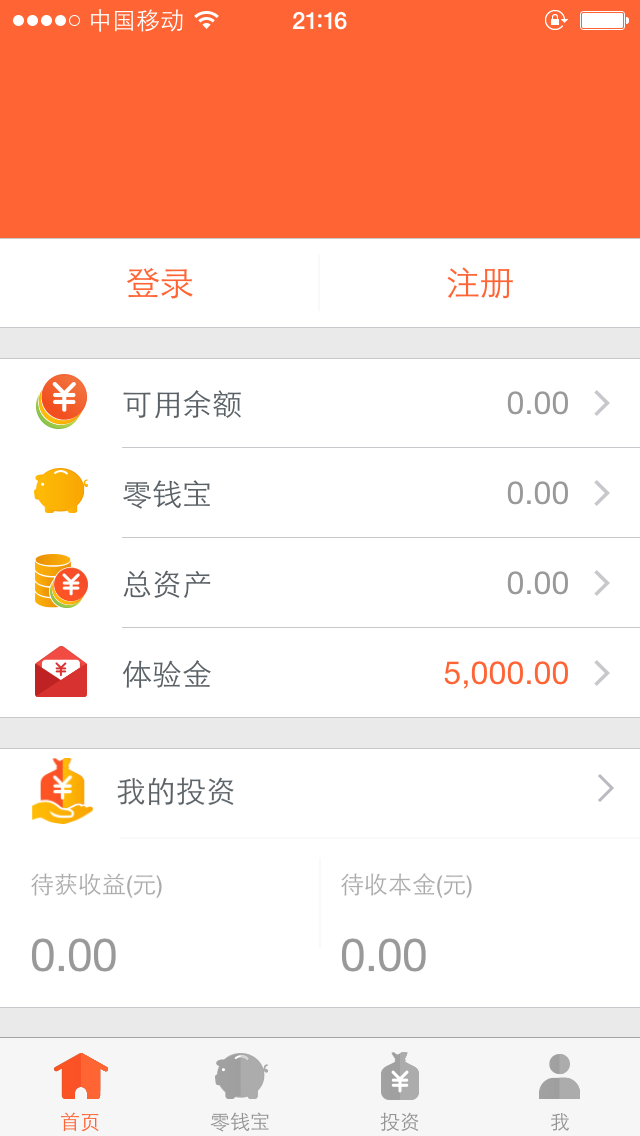 中国移动 21:16
登录 注册
¥ 可用余额 0.00
零钱宝 0.00
¥ 总资产 0.00
¥ 体验金 5,000.00
¥ 我的投资
待获收益(元) 待收本金(元)
0.00 0.00
¥
首页 零钱宝 投资 我